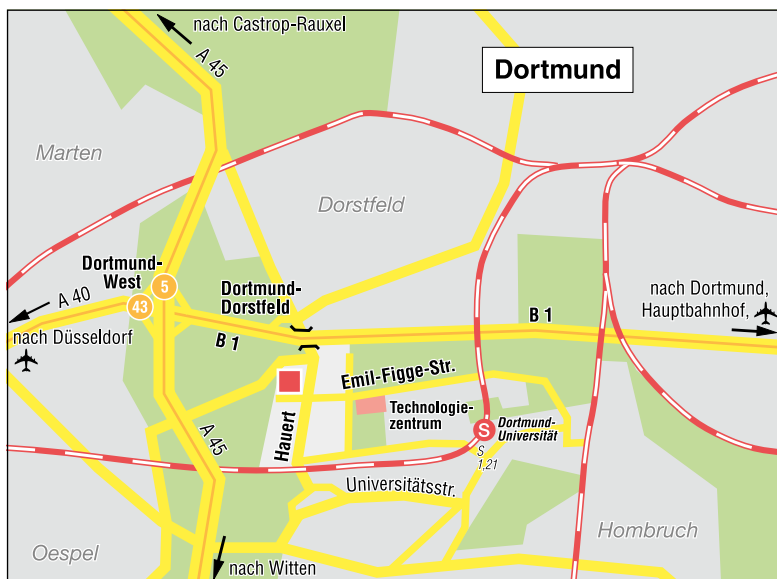 nach Castrop-Rauxel
A 45
Dortmund
Marten
Dorstfeld
Dortmund-
West
5
43
A 40
nach Düsseldorf
Dortmund-
Dorstfeld
B 1
B 1
nach Dortmund,
Hauptbahnhof,
Emil-Figge-Str.
Technologie-
zentrum
Hauert
S
Dortmund-
Universität
S
1,21
A 45
Universitätsstr.
Oespel
nach Witten
Hombruch